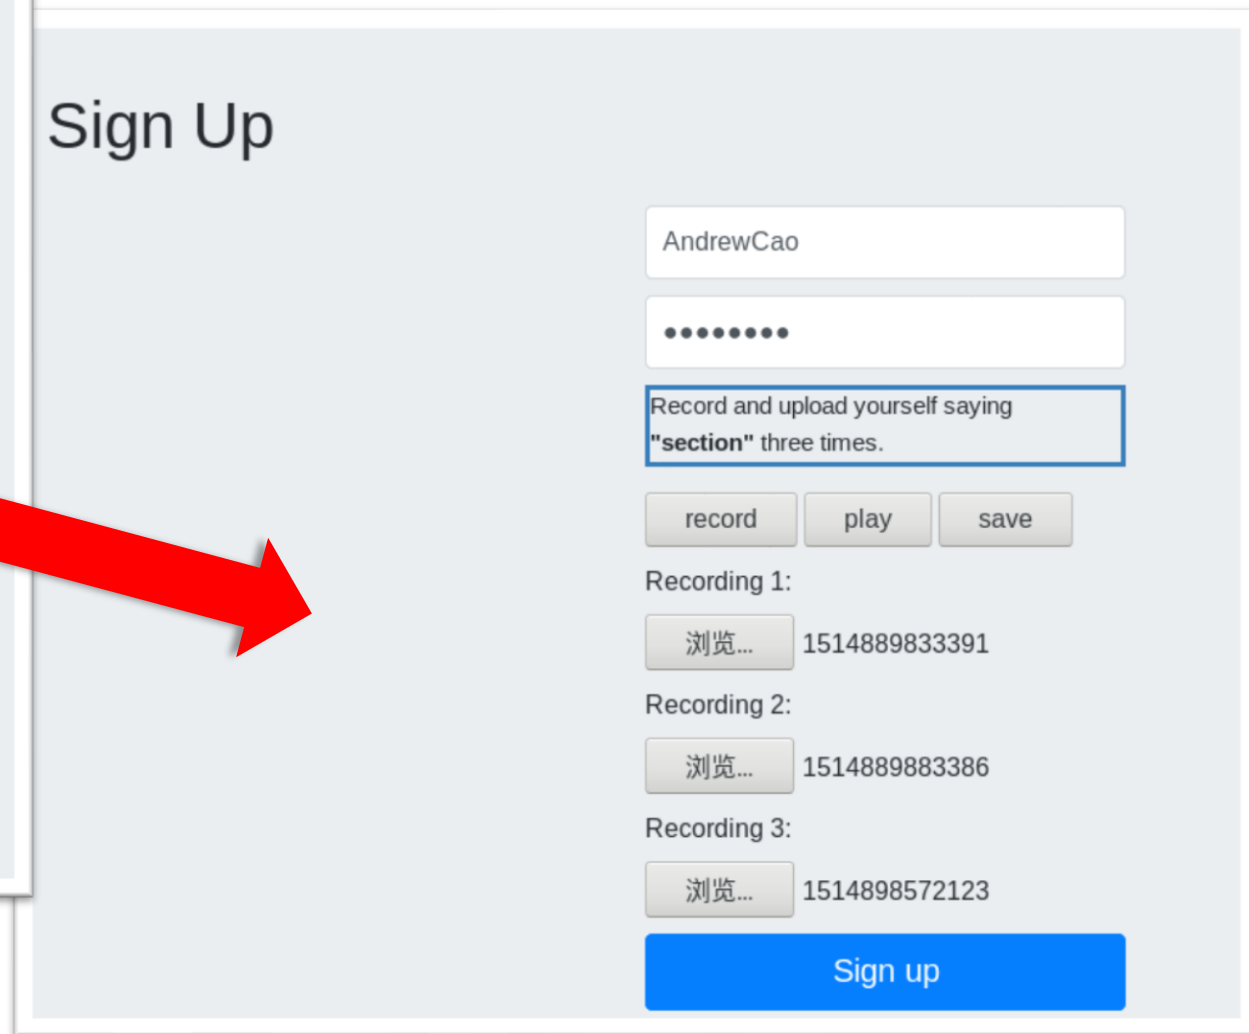 Sign Up
AndrewCao
••••••••
Record and upload yourself saying
"section" three times.
record play save
Recording 1:
浏览... 1514889833391
Recording 2:
浏览... 1514889883386
Recording 3:
浏览... 1514898572123
Sign up